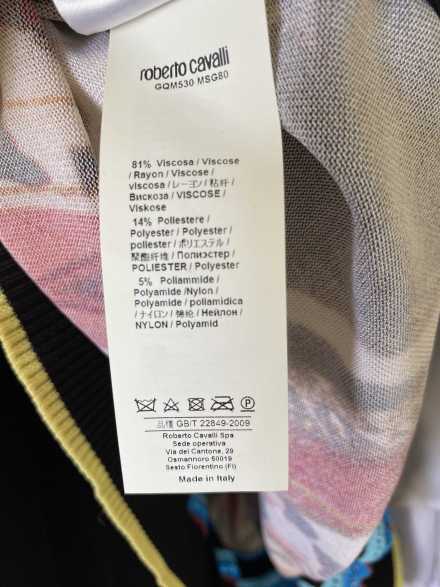 roberto cavalli
GQM530 MSG80
81% Viscosa / Viscose
/ Rayon / Viscose /
viscosa / レーヨン / 粘纤 /
Вискоза / VISCOSE /
Viskose
14% Poliestere /
Polyester / Polyester /
poliester / ポリエステル /
聚酯纤维 / Полиэстер /
POLIESTER / Polyester
5% Poliammide /
Polyamide /Nylon /
Polyamide / poliamidica
/ ナイロン / 锦纶 / Нейлон /
NYLON / Polyamid
P
品種 GB/T 22849-2009
Roberto Cavalli Spa
Sede operativa
Via del Cantone, 29
Osmannoro 50019
Sesto Fiorentino (FI)
Made in Italy